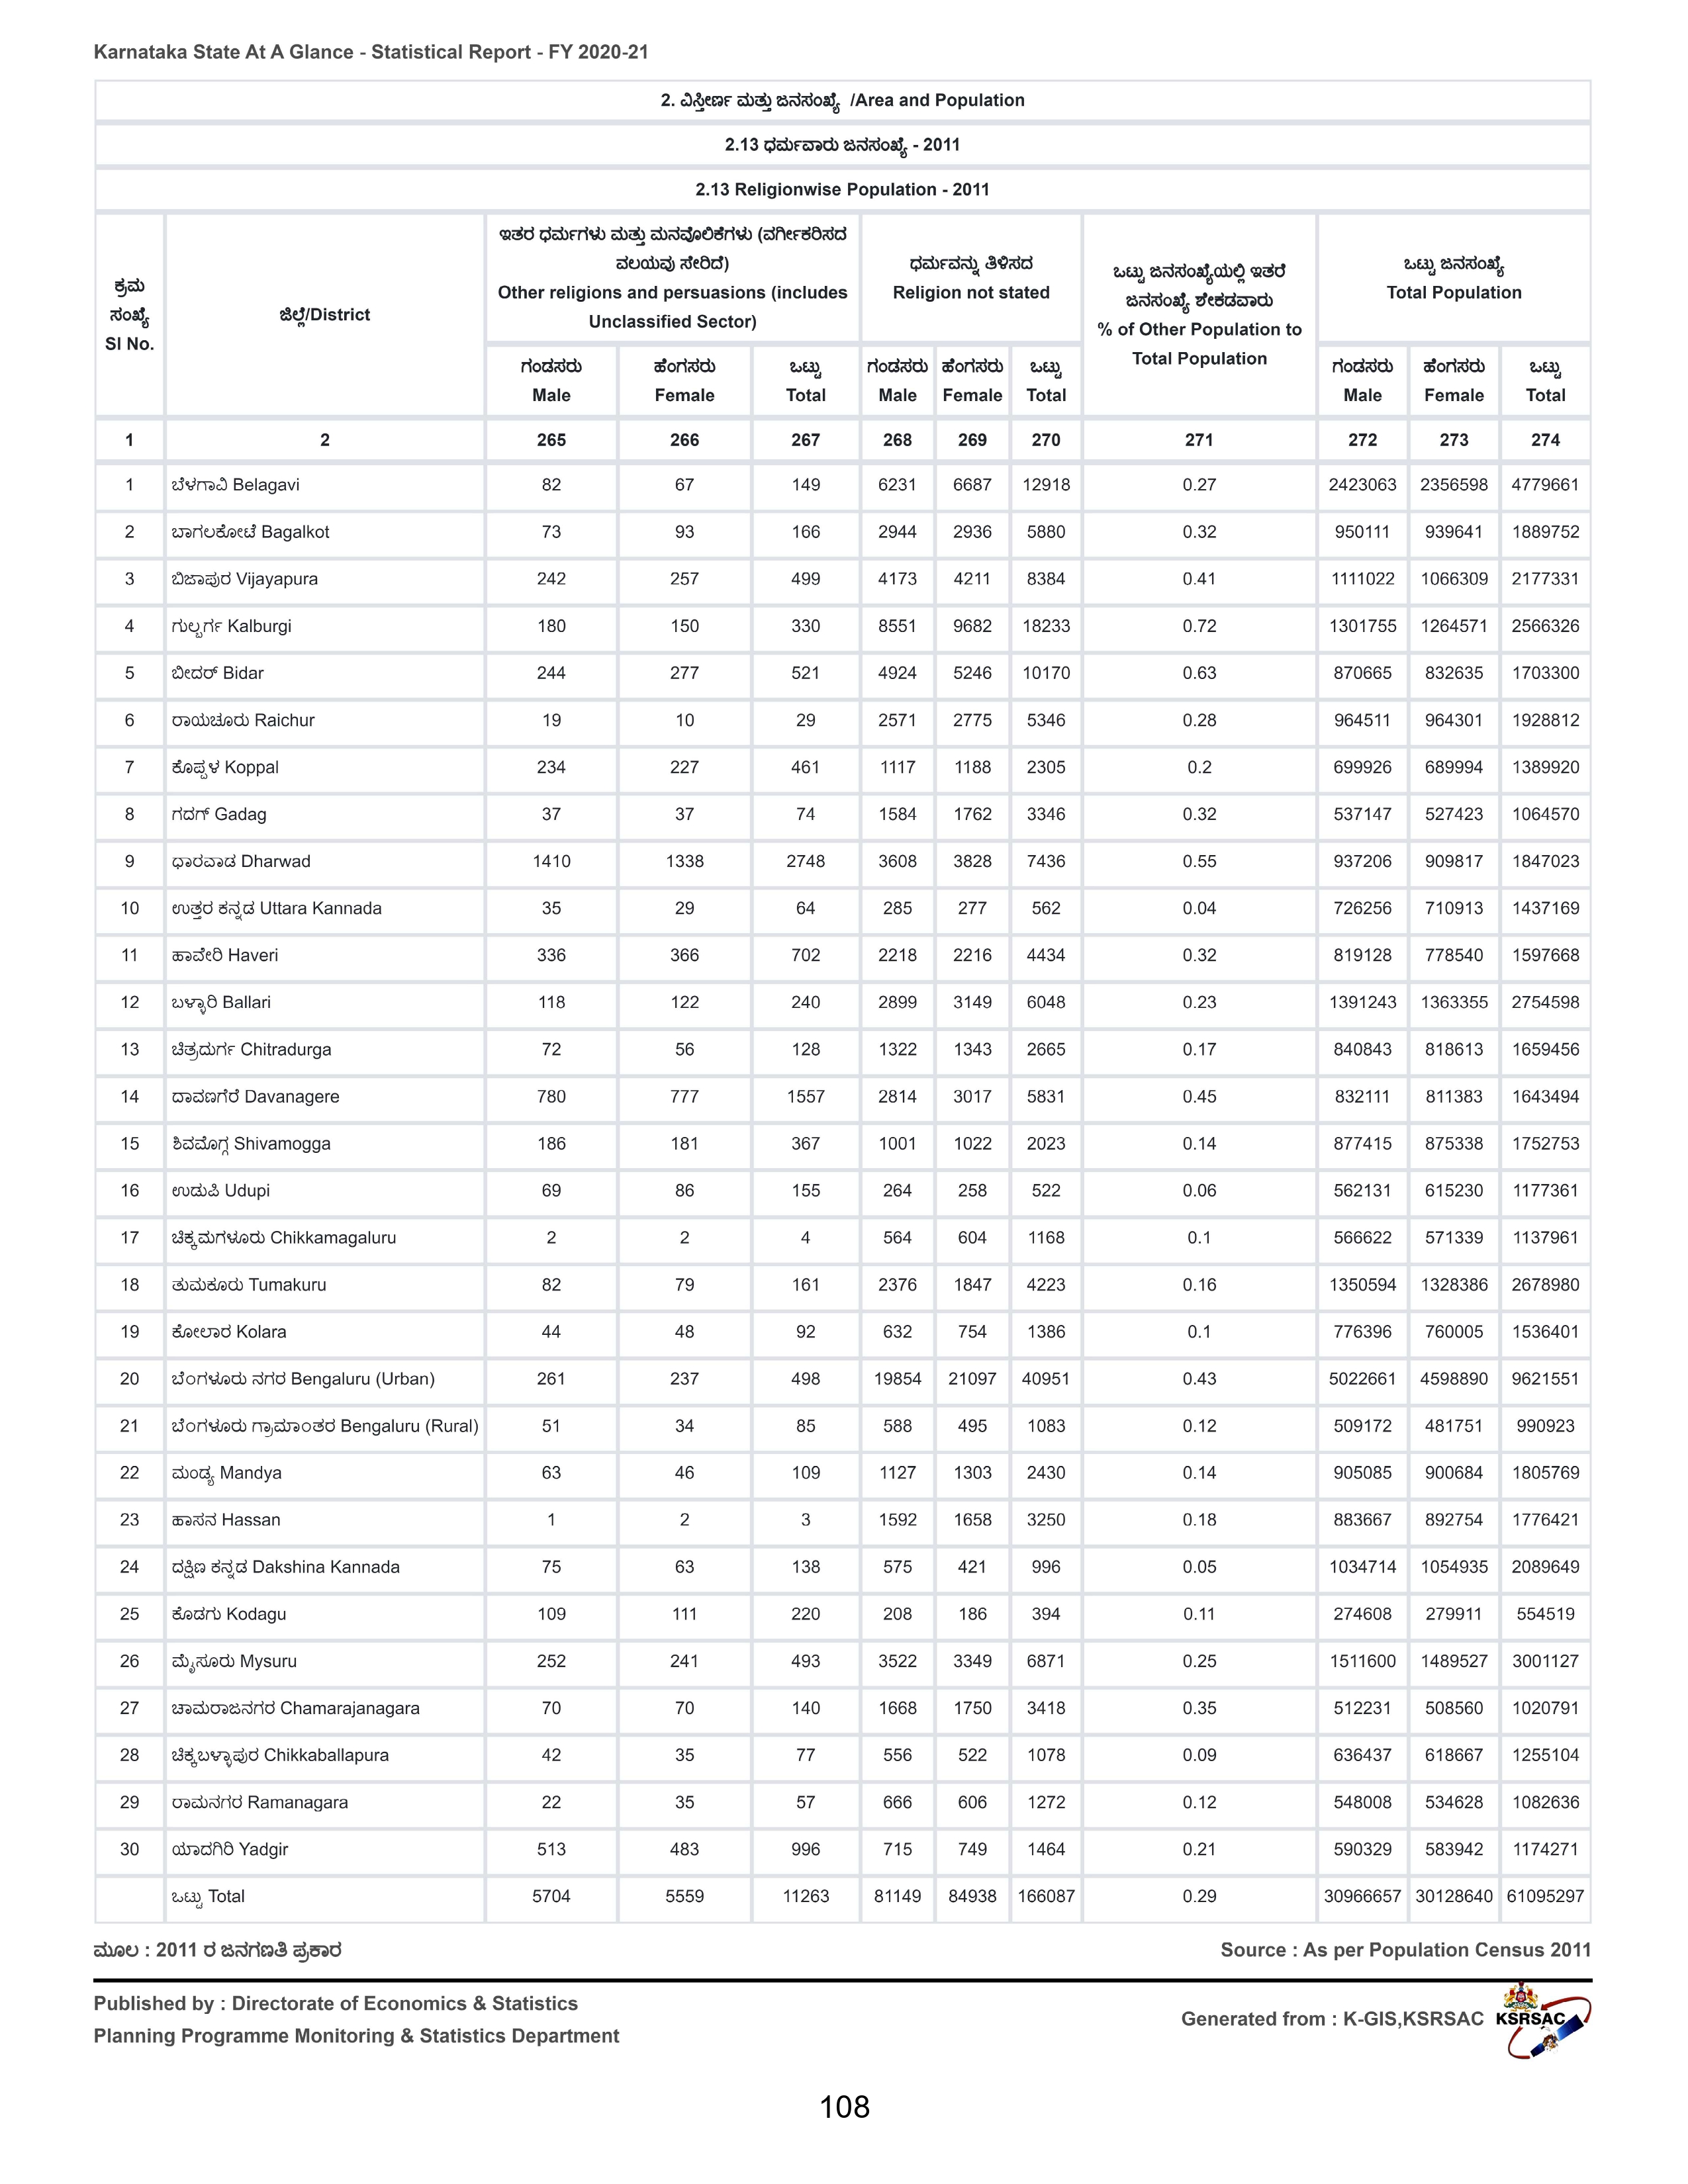 Karnataka State At A Glance - Statistical Report - FY 2020-21
2. ವಿಸ್ತೀರ್ಣ ಮತ್ತು ಜನಸಂಖ್ಯೆ /Area and Population
2.13 ಧರ್ಮವಾರು ಜನಸಂಖ್ಯೆ - 2011
2.13 Religionwise Population - 2011
ಕ್ರಮ ಸಂಖ್ಯೆ Sl No.
ಜಿಲ್ಲೆ/District
ಇತರ ಧರ್ಮಗಳು ಮತ್ತು ಮನವೊಲಿಕೆಗಳು (ವರ್ಗೀಕರಿಸದ ವಲಯವು ಸೇರಿದೆ)
Other religions and persuasions (includes Unclassified Sector)
ಧರ್ಮವನ್ನು ತಿಳಿಸದ
Religion not stated
ಒಟ್ಟು ಜನಸಂಖ್ಯೆಯಲ್ಲಿ ಇತರೆ ಜನಸಂಖ್ಯೆ ಶೇಕಡವಾರು
% of Other Population to Total Population
ಒಟ್ಟು ಜನಸಂಖ್ಯೆ
Total Population
ಗಂಡಸರು ಹೆಂಗಸರು ಒಟ್ಟು ಗಂಡಸರು ಹೆಂಗಸರು ಒಟ್ಟು ಗಂಡಸರು ಹೆಂಗಸರು ಒಟ್ಟು
Male Female Total Male Female Total Male Female Total
1 2 265 266 267 268 269 270 271 272 273 274
1 ಬೆಳಗಾವಿ Belagavi 82 67 149 6231 6687 12918 0.27 2423063 2356598 4779661
2 ಬಾಗಲಕೋಟೆ Bagalkot 73 93 166 2944 2936 5880 0.32 950111 939641 1889752
3 ಬಿಜಾಪುರ Vijayapura 242 257 499 4173 4211 8384 0.41 1111022 1066309 2177331
4 ಗುಲ್ಬರ್ಗ Kalburgi 180 150 330 8551 9682 18233 0.72 1301755 1264571 2566326
5 ಬೀದರ್ Bidar 244 277 521 4924 5246 10170 0.63 870665 832635 1703300
6 ರಾಯಚೂರು Raichur 19 10 29 2571 2775 5346 0.28 964511 964301 1928812
7 ಕೊಪ್ಪಳ Koppal 234 227 461 1117 1188 2305 0.2 699926 689994 1389920
8 ಗದಗ್ Gadag 37 37 74 1584 1762 3346 0.32 537147 527423 1064570
9 ಧಾರವಾಡ Dharwad 1410 1338 2748 3608 3828 7436 0.55 937206 909817 1847023
10 ಉತ್ತರ ಕನ್ನಡ Uttara Kannada 35 29 64 285 277 562 0.04 726256 710913 1437169
11 ಹಾವೇರಿ Haveri 336 366 702 2218 2216 4434 0.32 819128 778540 1597668
12 ಬಳ್ಳಾರಿ Ballari 118 122 240 2899 3149 6048 0.23 1391243 1363355 2754598
13 ಚಿತ್ರದುರ್ಗ Chitradurga 72 56 128 1322 1343 2665 0.17 840843 818613 1659456
14 ದಾವಣಗೆರೆ Davanagere 780 777 1557 2814 3017 5831 0.45 832111 811383 1643494
15 ಶಿವಮೊಗ್ಗ Shivamogga 186 181 367 1001 1022 2023 0.14 877415 875338 1752753
16 ಉಡುಪಿ Udupi 69 86 155 264 258 522 0.06 562131 615230 1177361
17 ಚಿಕ್ಕಮಗಳೂರು Chikkamagaluru 2 2 4 564 604 1168 0.1 566622 571339 1137961
18 ತುಮಕೂರು Tumakuru 82 79 161 2376 1847 4223 0.16 1350594 1328386 2678980
19 ಕೋಲಾರ Kolara 44 48 92 632 754 1386 0.1 776396 760005 1536401
20 ಬೆಂಗಳೂರು ನಗರ Bengaluru (Urban) 261 237 498 19854 21097 40951 0.43 5022661 4598890 9621551
21 ಬೆಂಗಳೂರು ಗ್ರಾಮಾಂತರ Bengaluru (Rural) 51 34 85 588 495 1083 0.12 509172 481751 990923
22 ಮಂಡ್ಯ Mandya 63 46 109 1127 1303 2430 0.14 905085 900684 1805769
23 ಹಾಸನ Hassan 1 2 3 1592 1658 3250 0.18 883667 892754 1776421
24 ದಕ್ಷಿಣ ಕನ್ನಡ Dakshina Kannada 75 63 138 575 421 996 0.05 1034714 1054935 2089649
25 ಕೊಡಗು Kodagu 109 111 220 208 186 394 0.11 274608 279911 554519
26 ಮೈಸೂರು Mysuru 252 241 493 3522 3349 6871 0.25 1511600 1489527 3001127
27 ಚಾಮರಾಜನಗರ Chamarajanagara 70 70 140 1668 1750 3418 0.35 512231 508560 1020791
28 ಚಿಕ್ಕಬಳ್ಳಾಪುರ Chikkaballapura 42 35 77 556 522 1078 0.09 636437 618667 1255104
29 ರಾಮನಗರ Ramanagara 22 35 57 666 606 1272 0.12 548008 534628 1082636
30 ಯಾದಗಿರಿ Yadgir 513 483 996 715 749 1464 0.21 590329 583942 1174271
ಒಟ್ಟು Total 5704 5559 11263 81149 84938 166087 0.29 30966657 30128640 61095297
ಮೂಲ : 2011 ರ ಜನಗಣತಿ ಪ್ರಕಾರ Source : As per Population Census 2011
Published by : Directorate of Economics & Statistics
Planning Programme Monitoring & Statistics Department
Generated from : K-GIS,KSRSAC KSRSAC
108